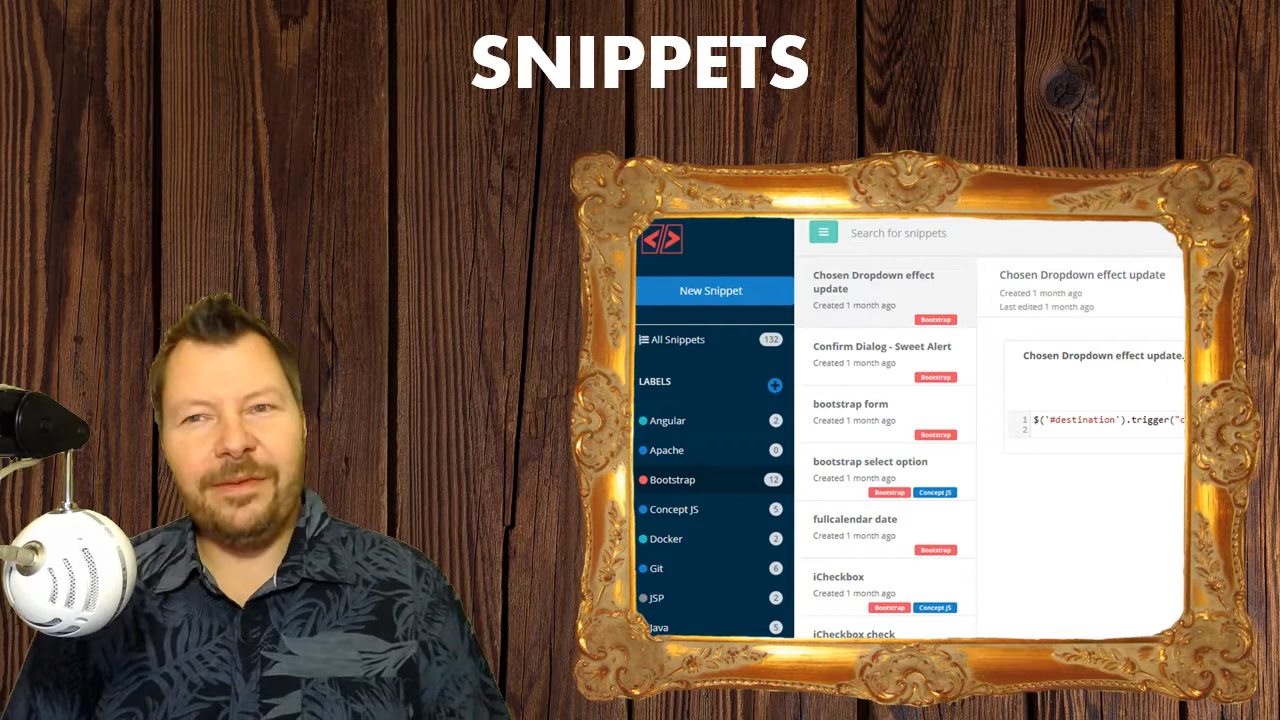 SNIPPETS
</>
New Snippet
All Snippets 132
LABELS
Angular 2
Apache 0
Bootstrap 12
Concept JS 5
Docker 2
Git 6
JSP 2
Java 5
Search for snippets
Chosen Dropdown effect
update
Created 1 month ago
Bootstrap
Confirm Dialog - Sweet Alert
Created 1 month ago
Bootstrap
bootstrap form
Created 1 month ago
Bootstrap
bootstrap select option
Created 1 month ago
Bootstrap Concept JS
fullcalendar date
Created 1 month ago
Bootstrap
iCheckbox
Created 1 month ago
Bootstrap Concept JS
iCheckbox check
Chosen Dropdown effect update
Created 1 month ago
Last edited 1 month ago
Chosen Dropdown effect update.
1 $('#destination').trigger("c
2